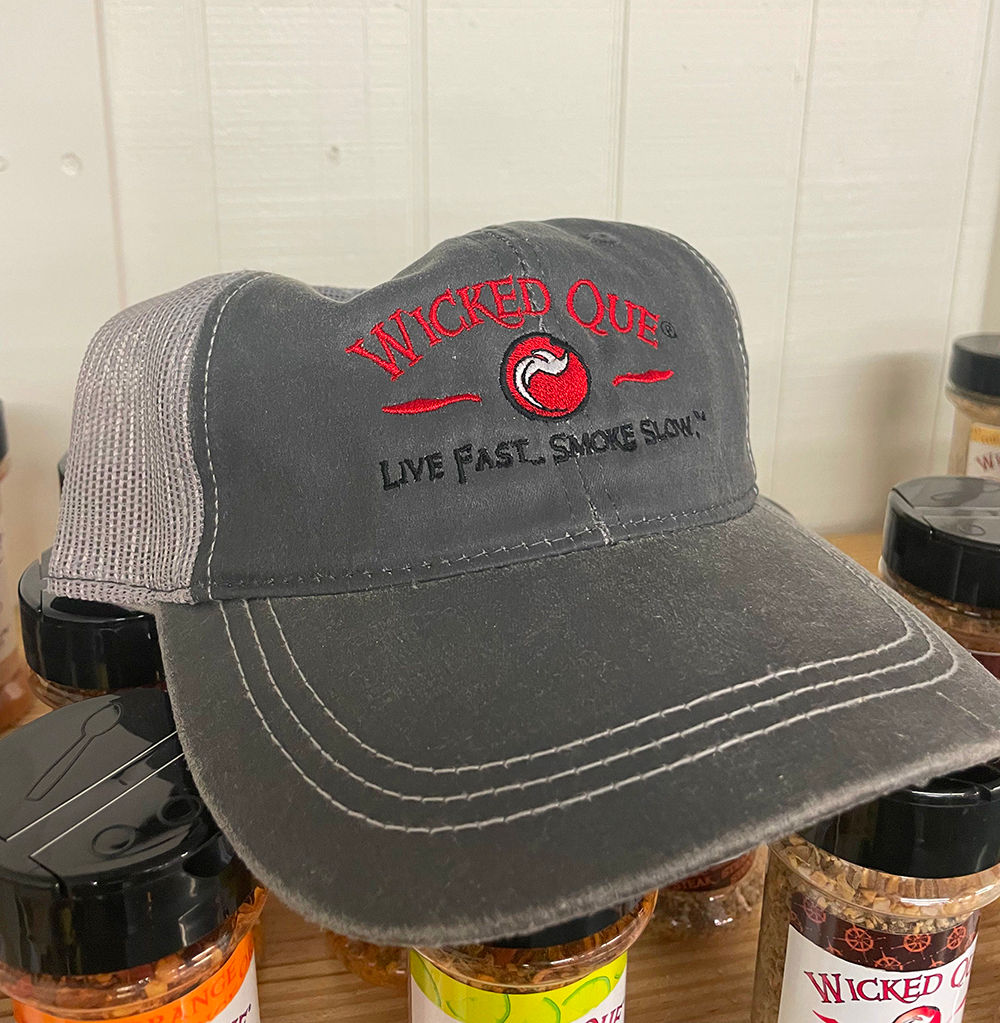 WICKED QUE®
LIVE FAST... SMOKE SLOW.™
WICKED QUE